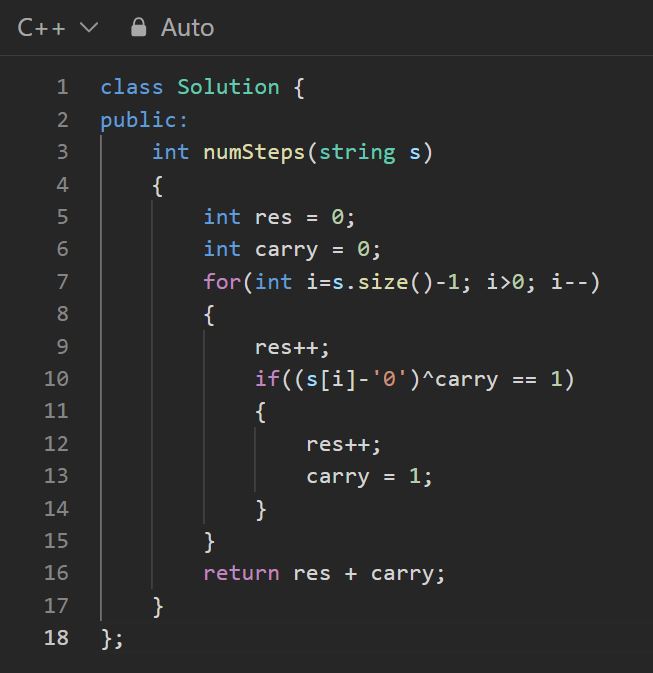 C++ Auto
1 class Solution {
2 public:
3 int numSteps(string s)
4 {
5 int res = 0;
6 int carry = 0;
7 for(int i=s.size()-1; i>0; i--)
8 {
9 res++;
10 if((s[i]-'0')^carry == 1)
11 {
12 res++;
13 carry = 1;
14 }
15 }
16 return res + carry;
17 }
18 };